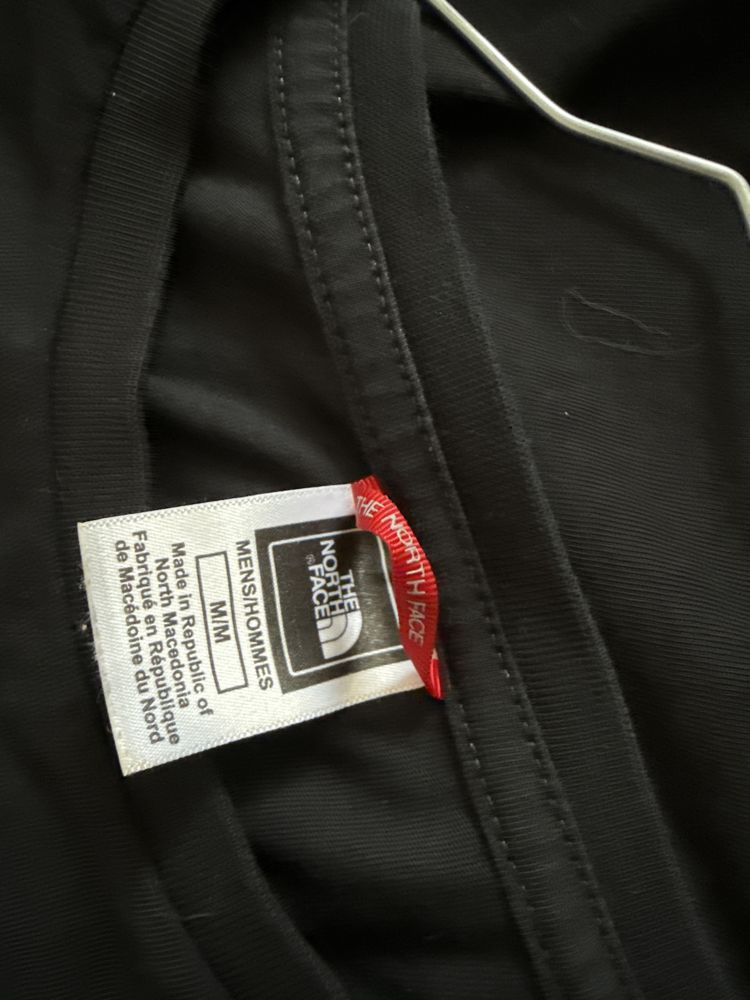 THE NORTH FACE
THE
NORTH
FACE
®
MENS/HOMMES
M/M
Made in Republic of
North Macedonia
Fabriqué en République
de Macédoine du Nord